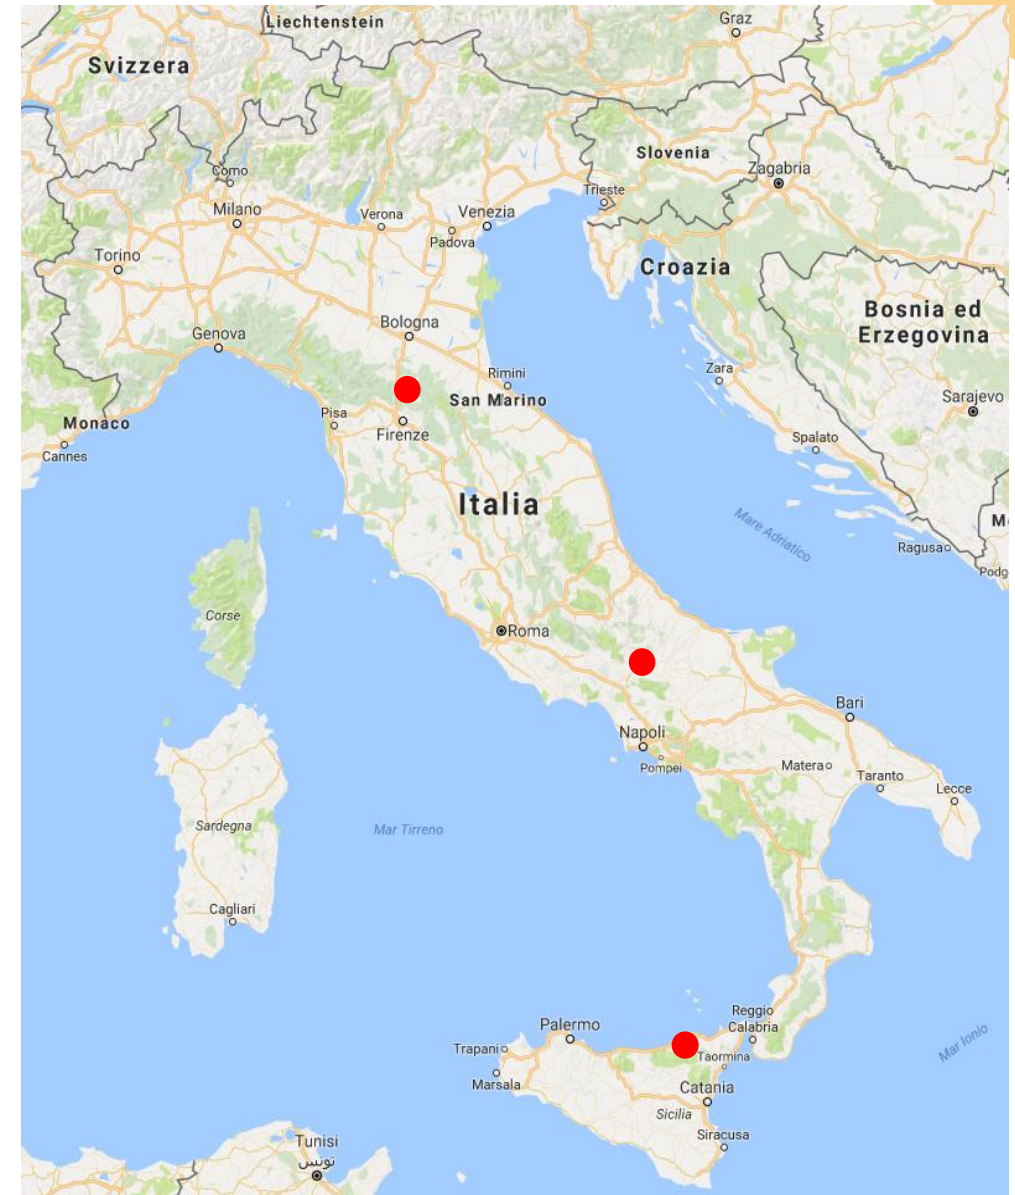 Liechtenstein
Graz
Svizzera
Slovenia
Zagabria
Como
Trieste
Milano
Verona
Venezia
Padova
Torino
Croazia
Bosnia ed
Erzegovina
Bologna
Genova
Zara
Rimini
San Marino
Sarajevo
Pisa
Monaco
Firenze
Spalato
Cannes
Italia
Mare Adriatico
Ragusa
Podg
Corse
Roma
Bari
Napoli
Matera
Pompei
Taranto
Lecce
Sardegna
Mar Tirreno
Cagliari
Reggio
Calabria
Palermo
Mar Ionio
Trapani
Taormina
Marsala
Catania
Sicilia
Siracusa
Tunisi
تونس